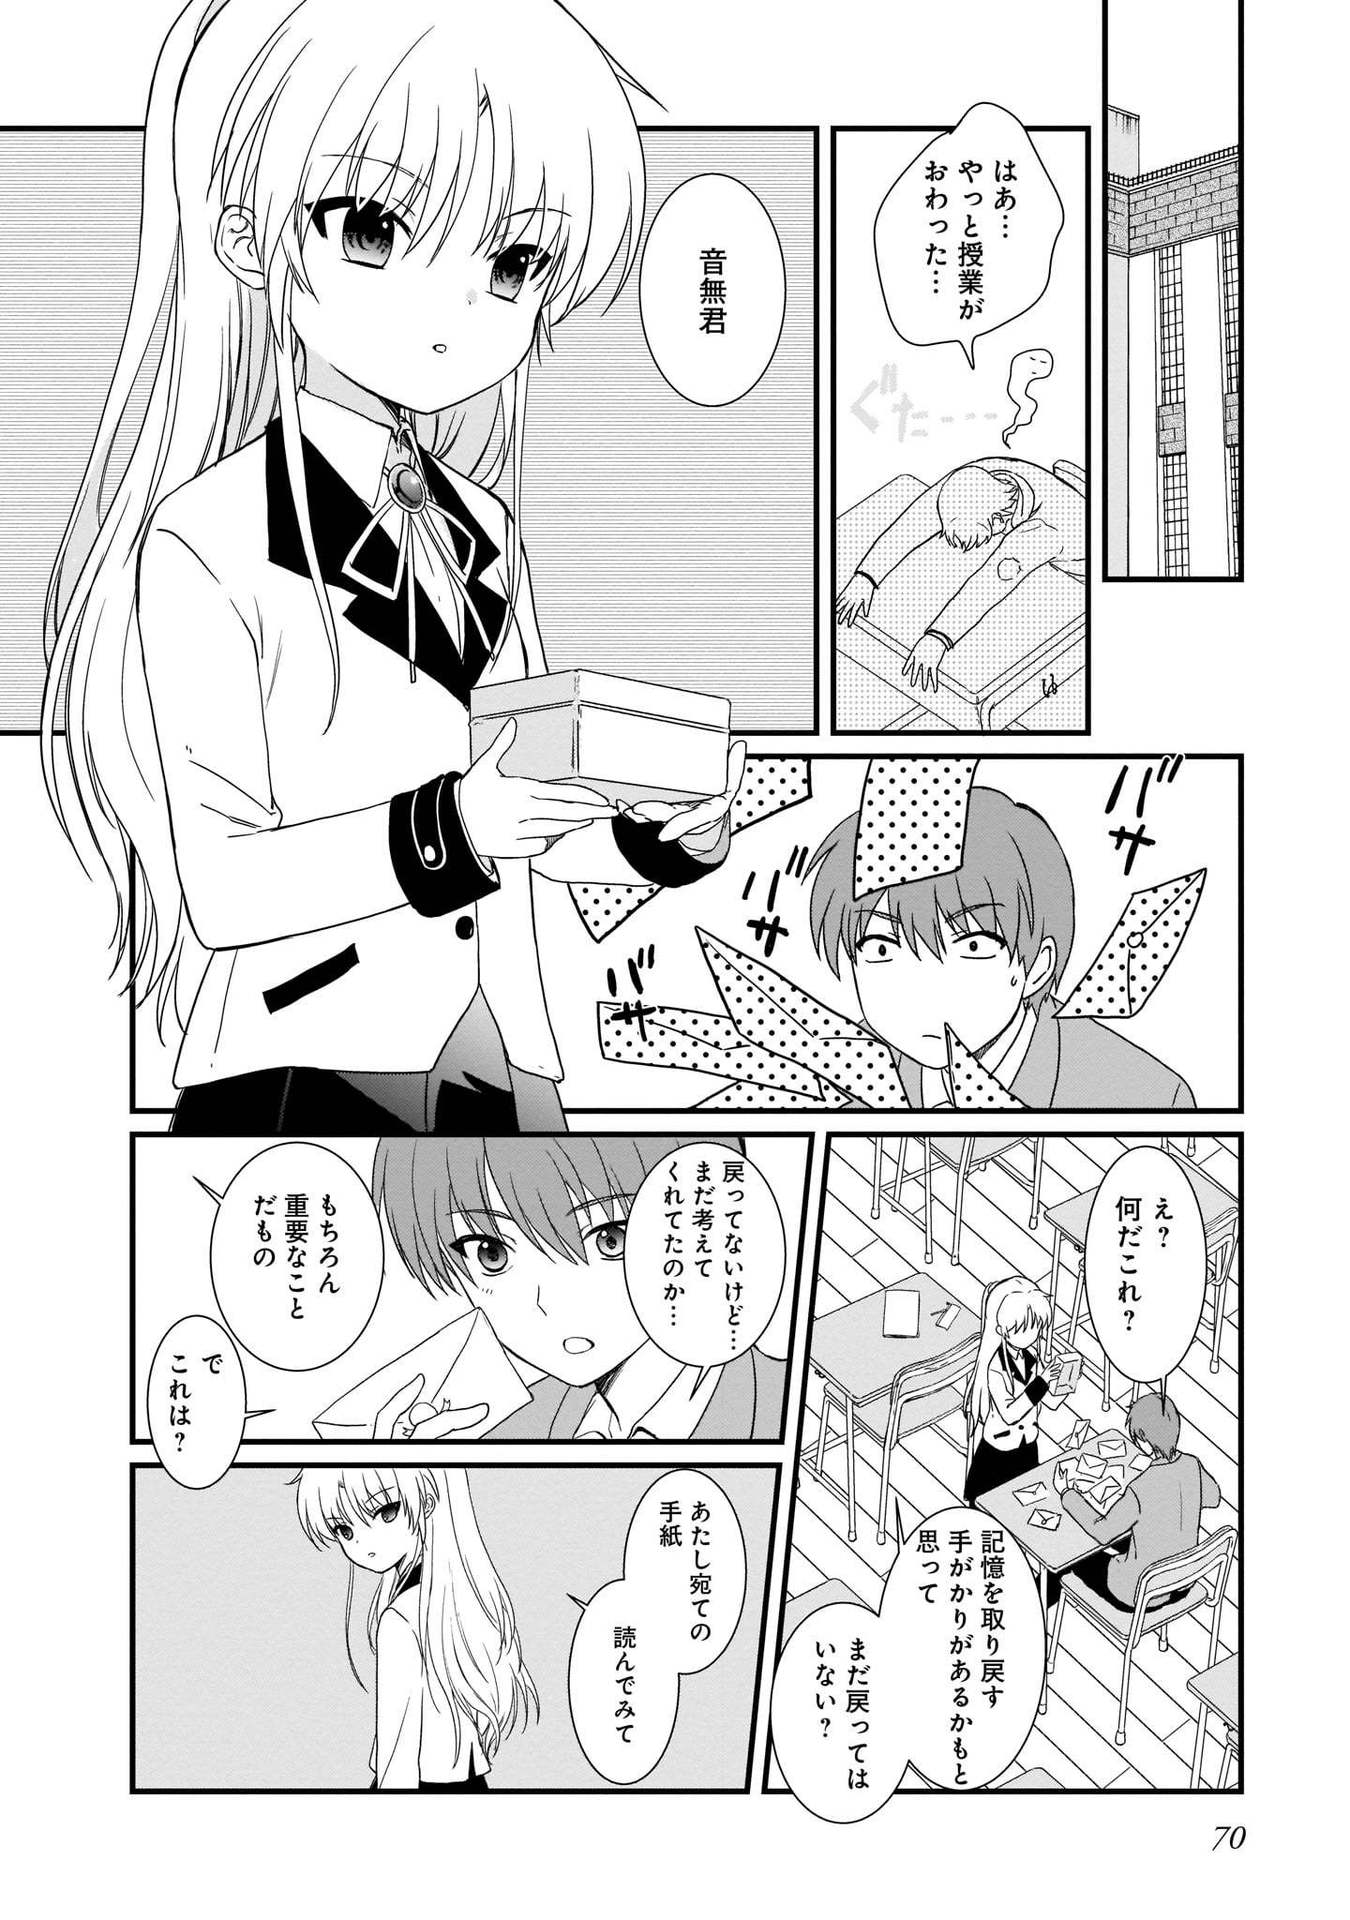 はあ…
やっと授業が
おわった…
ぐたーーー
音無君
バサ
バサ
バサ
え？
何だこれ？
記憶を取り戻す
手がかりがあるかもと
思って
まだ戻っては
いない？
戻ってないけど…
まだ考えて
くれてたのか…
もちろん
重要なこと
だもの
で
これは？
あたし宛ての
手紙
読んでみて
70